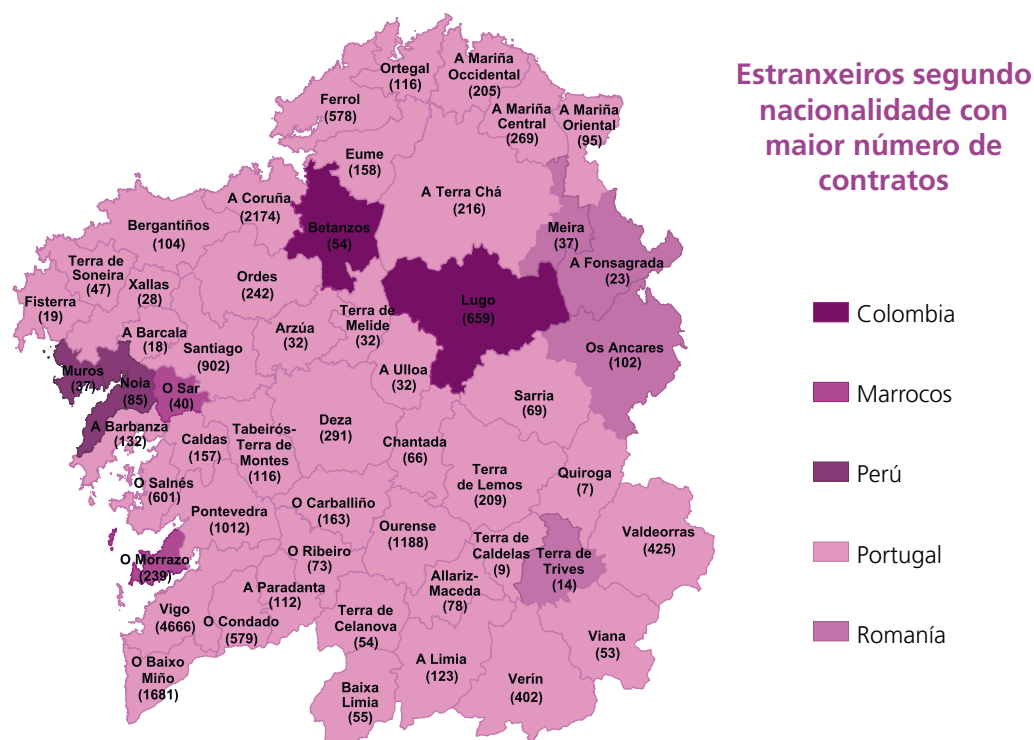 Estranxeiros segundo
nacionalidade con
maior número de
contratos
Ortegal
(116)
A Mariña
Occidental
(205)
Ferrol
(578)
A Mariña
Central
(269)
A Mariña
Oriental
(95)
Eume
(158)
A Terra Chá
(216)
A Coruña
(2174)
Betanzos
(54)
Bergantiños
(104)
Meira
(37)
A Fonsagrada
(23)
Terra de
Soneira
(47)
Xallas
(28)
Ordes
(242)
Fisterra
(19)
Lugo
(659)
Terra de
Melide
(32)
Arzúa
(32)
A Barcala
(18)
Santiago
(902)
Os Ancares
(102)
Muros
(37)
Noia
(85)
O Sar
(40)
A Ulloa
(32)
Sarria
(69)
A Barbanza
(132)
Caldas
(157)
Tabeirós-
Terra de
Montes
(116)
Deza
(291)
Chantada
(66)
Terra
de Lemos
(209)
Quiroga
(7)
O Salnés
(601)
Pontevedra
(1012)
O Carballiño
(163)
Ourense
(1188)
Terra de
Caldelas
(9)
Terra de
Trives
(14)
Valdeorras
(425)
O Morrazo
(239)
O Ribeiro
(73)
A Paradanta
(112)
Allariz-
Maceda
(78)
Vigo
(4666)
O Condado
(579)
Terra de
Celanova
(54)
Viana
(53)
O Baixo
Miño
(1681)
A Limia
(123)
Verín
(402)
Baixa
Limia
(55)
Colombia
Marrocos
Perú
Portugal
Romanía